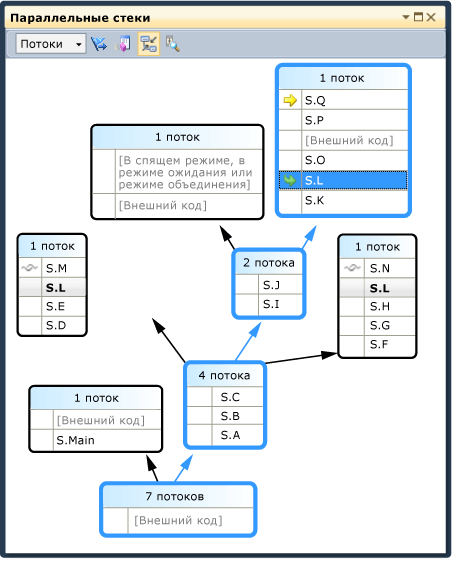 Параллельные стеки
Потоки
1 поток
S.Q
S.P
[Внешний код]
S.O
S.L
S.K
1 поток
[В спящем режиме, в
режиме ожидания или
режиме объединения]
[Внешний код]
1 поток
S.M
S.L
S.E
S.D
2 потока
S.J
S.I
1 поток
S.N
S.L
S.H
S.G
S.F
4 потока
S.C
S.B
S.A
1 поток
[Внешний код]
S.Main
7 потоков
[Внешний код]